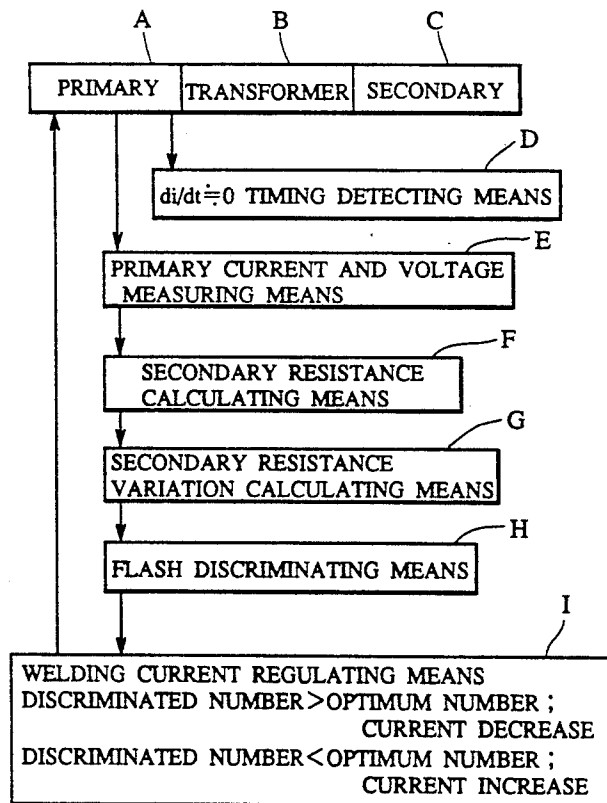 A
B
C
PRIMARY
TRANSFORMER
SECONDARY
D
di/dt≒0 TIMING DETECTING MEANS
E
PRIMARY CURRENT AND VOLTAGE
MEASURING MEANS
F
SECONDARY RESISTANCE
CALCULATING MEANS
G
SECONDARY RESISTANCE
VARIATION CALCULATING MEANS
H
FLASH DISCRIMINATING MEANS
I
WELDING CURRENT REGULATING MEANS
DISCRIMINATED NUMBER>OPTIMUM NUMBER ;
CURRENT DECREASE
DISCRIMINATED NUMBER<OPTIMUM NUMBER ;
CURRENT INCREASE